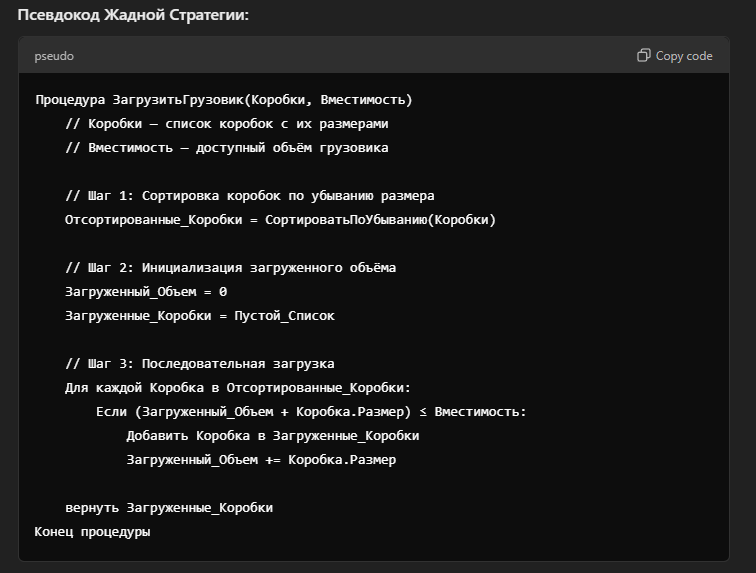 Псевдокод Жадной Стратегии:
pseudo
Copy code
Процедура ЗагрузитьГрузовик(Коробки, Вместимость)
// Коробки — список коробок с их размерами
// Вместимость — доступный объём грузовика
// Шаг 1: Сортировка коробок по убыванию размера
Отсортированные_Коробки = СортироватьПоУбыванию(Коробки)
// Шаг 2: Инициализация загруженного объёма
Загруженный_Объем = 0
Загруженные_Коробки = Пустой_Список
// Шаг 3: Последовательная загрузка
Для каждой Коробка в Отсортированные_Коробки:
Если (Загруженный_Объем + Коробка.Размер) ≤ Вместимость:
Добавить Коробка в Загруженные_Коробки
Загруженный_Объем += Коробка.Размер
вернуть Загруженные_Коробки
Конец процедуры